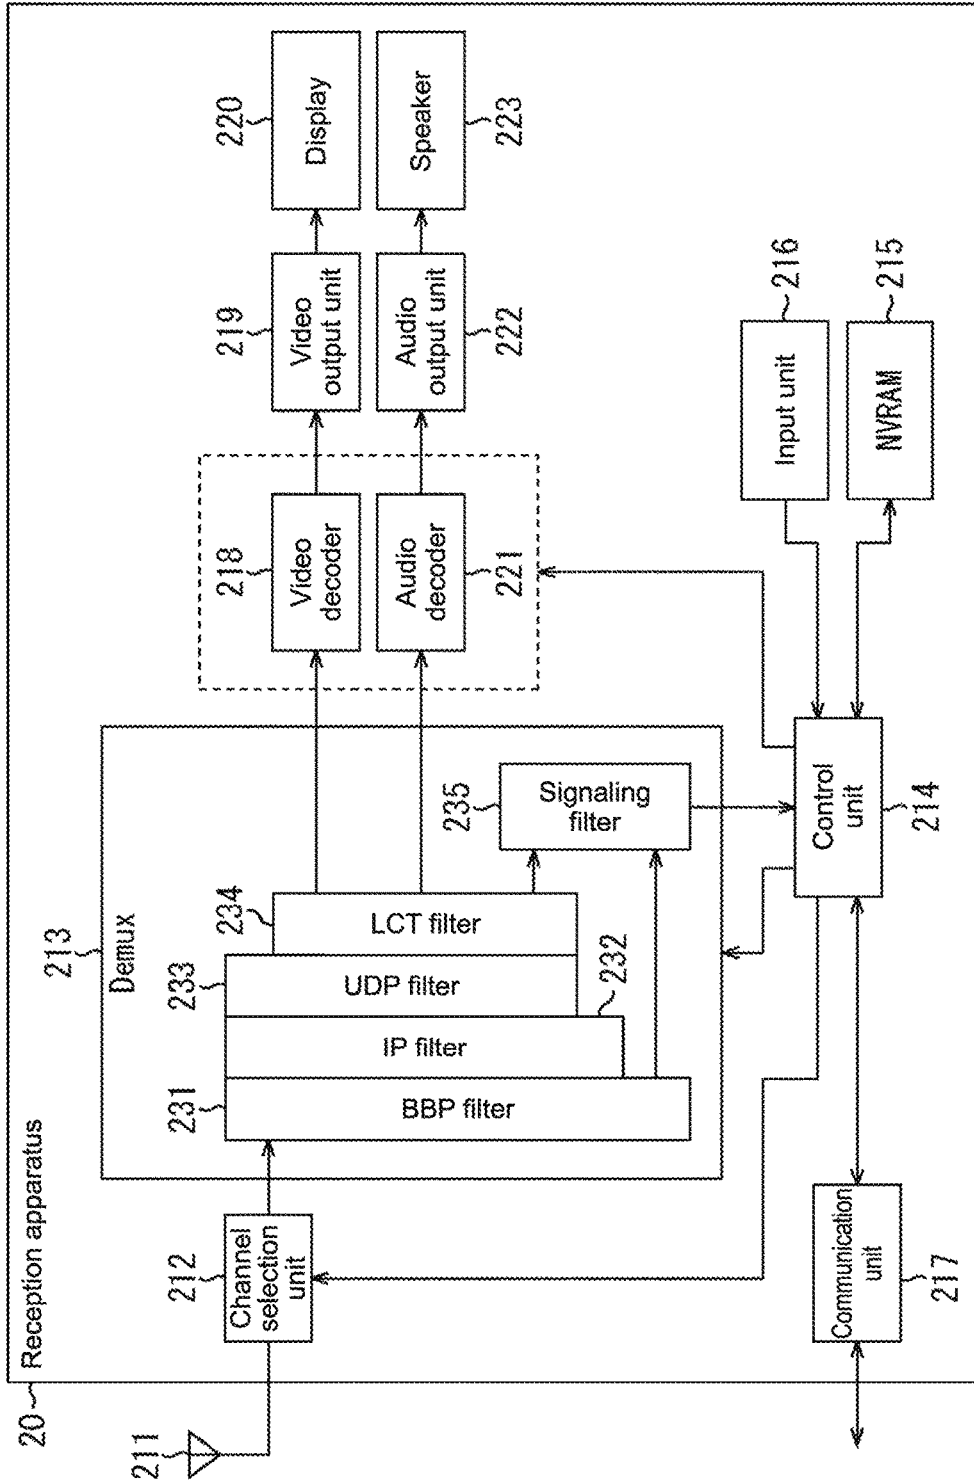 20
Reception apparatus
211
212
Channel
selection
unit
213
Demux
231
BBP filter
IP filter
232
233
UDP filter
234
LCT filter
235
Signaling
filter
218
Video
decoder
219
Video
output unit
220
Display
Audio
decoder
221
Audio
output unit
222
Speaker
223
Communication
unit
217
Control
unit
214
Input unit
216
NVRAM
215